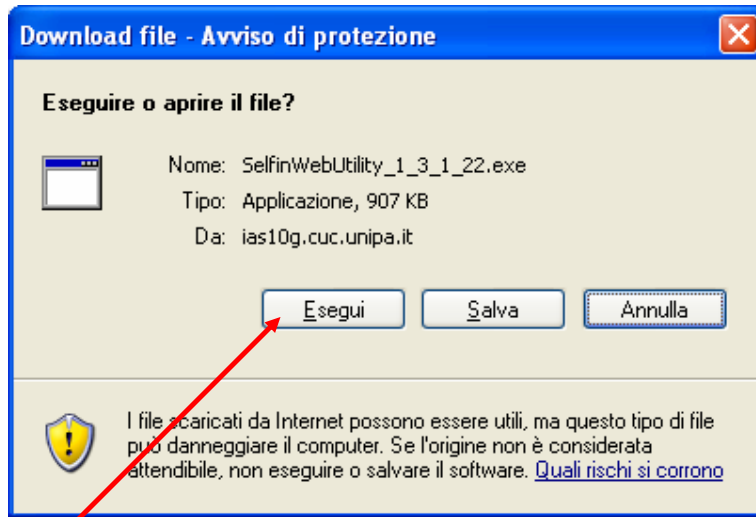 Download file - Avviso di protezione
Eseguire o aprire il file?
Nome: SelfinWebUtility_1_3_1_22.exe
Tipo: Applicazione, 907 KB
Da: ias10g.cuc.unipa.it
Esegui Salva Annulla
I file scaricati da Internet possono essere utili, ma questo tipo di file
può danneggiare il computer. Se l'origine non è considerata
attendibile, non eseguire o salvare il software. Quali rischi si corrono